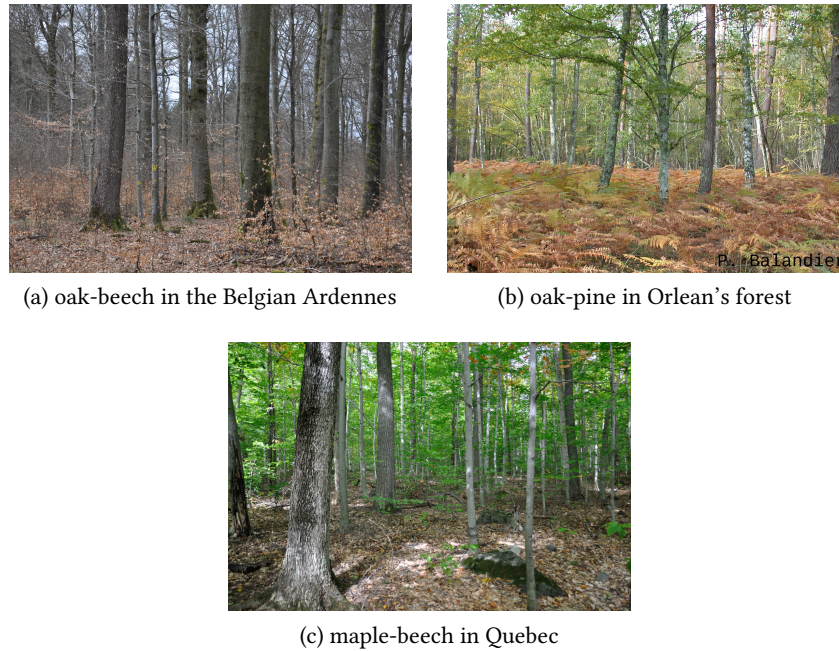 P. Balandier
(a) oak-beech in the Belgian Ardennes
(b) oak-pine in Orlean's forest
(c) maple-beech in Quebec